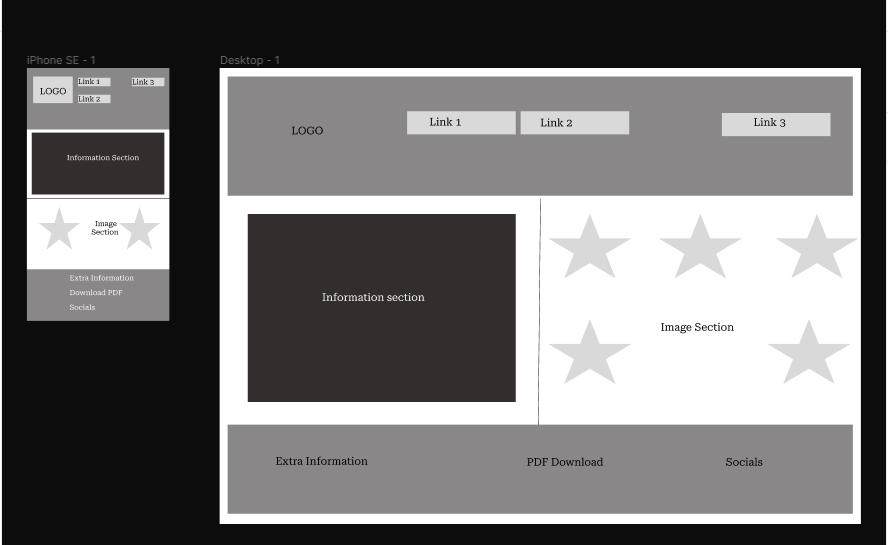 iPhone SE - 1
LOGO
Link 1
Link 3
Link 2
Information Section
Image
Section
Extra Information
Download PDF
Socials
Desktop - 1
LOGO
Link 1
Link 2
Link 3
Information section
Image Section
Extra Information
PDF Download
Socials